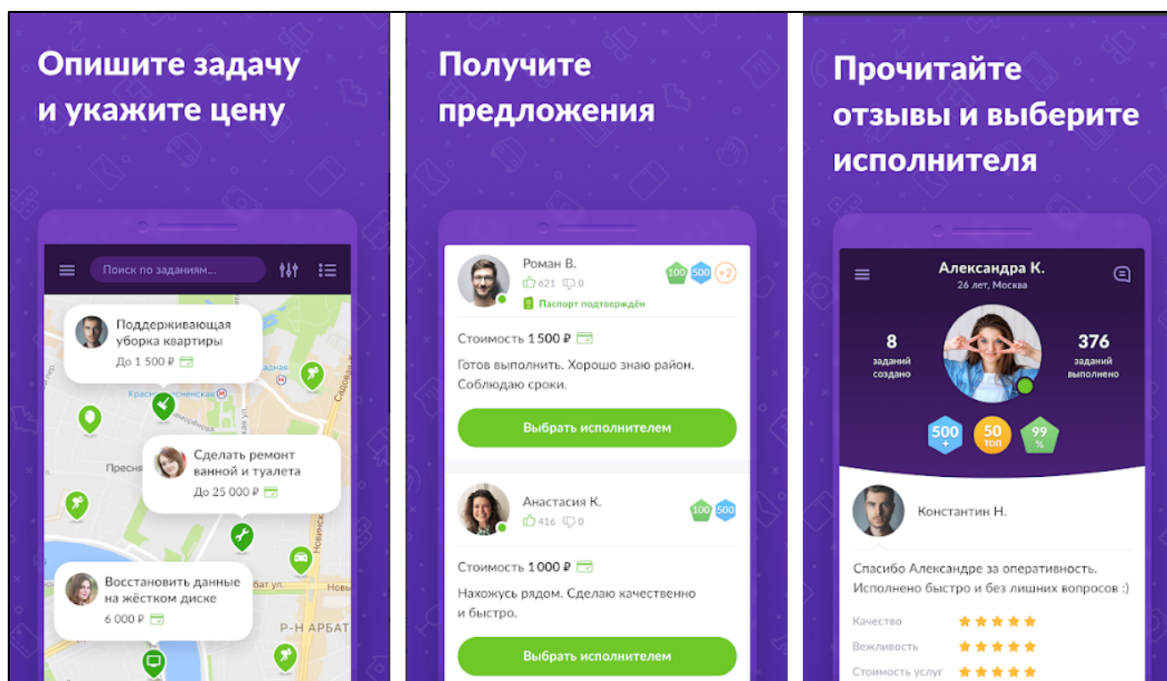 Опишите задачу
и укажите цену
Поиск по заданиям...
Поддерживающая
уборка квартиры
До 1 500 ₽
Сделать ремонт
ванной и туалета
До 25 000 ₽
Пресня
Восстановить данные
на жёстком диске
6 000 ₽
Р-Н АРБАТ
Получите
предложения
Роман В.
621 0
100 500 +2
Паспорт подтверждён
Стоимость 1 500 ₽
Готов выполнить. Хорошо знаю район.
Соблюдаю сроки.
Выбрать исполнителем
Анастасия К.
416 0
100 500
Стоимость 1 000 ₽
Нахожусь рядом. Сделаю качественно
и быстро.
Выбрать исполнителем
Прочитайте
отзывы и выберите
исполнителя
Александра К.
26 лет, Москва
8
заданий
создано
376
заданий
выполнено
500
+
50
ТОП
99
%
Константин Н.
Спасибо Александре за оперативность.
Исполнено быстро и без лишних вопросов :)
Качество
Вежливость
Стоимость услуг